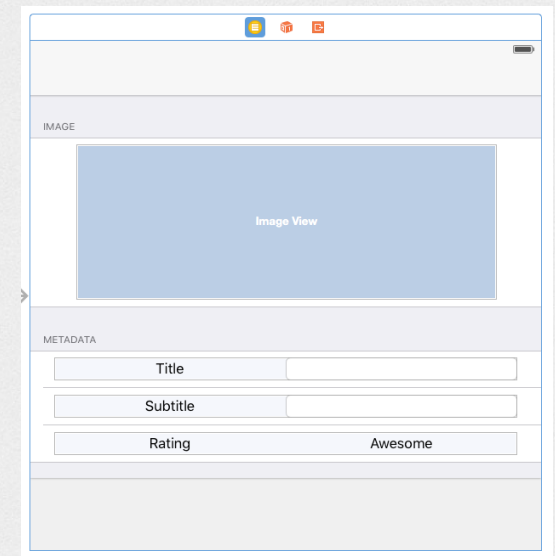 IMAGE
Image View
METADATA
Title
Subtitle
Rating Awesome